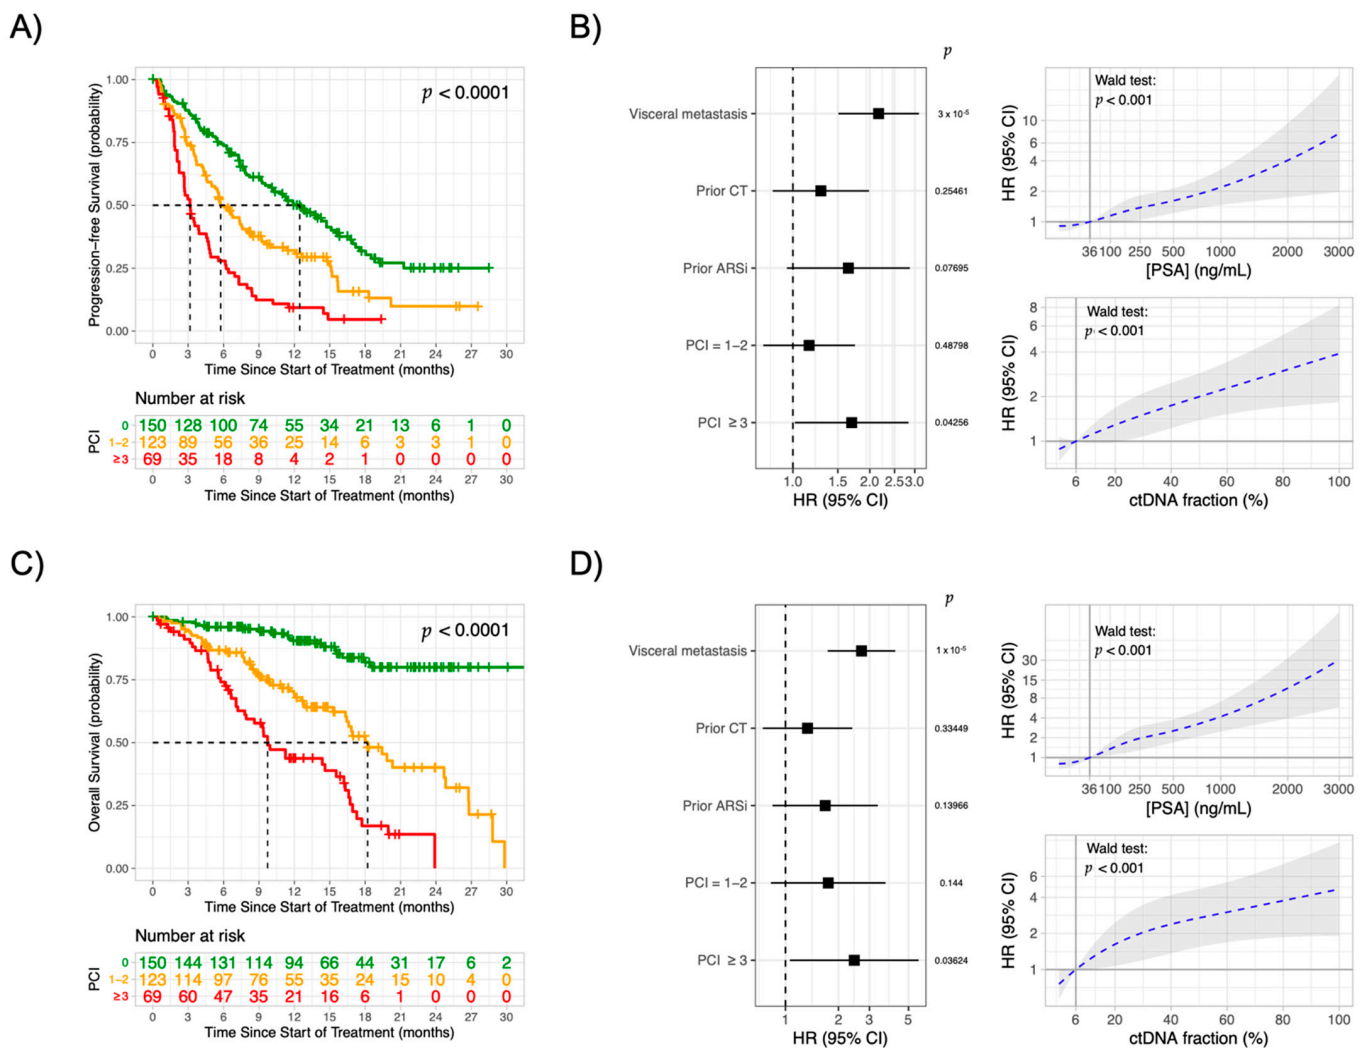 A)
p < 0.0001
Progression–free Survival (probability)
1.00
0.75
0.50
0.25
0.00
0 3 6 9 12 15 18 21 24 27 30
Time Since Start of Treatment (months)
Number at risk
PCI
0 150 128 100 74 55 34 21 13 6 1 0
1–2 123 89 56 36 25 14 6 3 3 1 0
≥3 69 35 18 8 4 2 1 0 0 0 0
0 3 6 9 12 15 18 21 24 27 30
Time Since Start of Treatment (months)
B)
p
Visceral metastasis 3 x 10-5
Prior CT 0.25461
Prior ARSi 0.07695
PCI = 1–2 0.48798
PCI ≥ 3 0.04256
1.0 1.5 2.0 2.5 3.0
HR (95% CI)
Wald test:
p < 0.001
HR (95% CI)
10
6
4
2
1
36 100 250 500 1000 2000 3000
[PSA] (ng/mL)
Wald test:
p < 0.001
HR (95% CI)
8
6
4
2
1
6 20 40 60 80 100
ctDNA fraction (%)
C)
p < 0.0001
Overall Survival (probability)
1.00
0.75
0.50
0.25
0.00
0 3 6 9 12 15 18 21 24 27 30
Time Since Start of Treatment (months)
Number at risk
PCI
0 150 144 131 114 94 66 44 31 17 6 2
1–2 123 114 97 76 55 35 24 15 10 4 0
≥3 69 60 47 35 21 16 6 1 0 0 0
0 3 6 9 12 15 18 21 24 27 30
Time Since Start of Treatment (months)
D)
p
Visceral metastasis 1 x 10-5
Prior CT 0.33449
Prior ARSi 0.13966
PCI = 1–2 0.144
PCI ≥ 3 0.03624
1 2 3 5
HR (95% CI)
Wald test:
p < 0.001
HR (95% CI)
30
15
8
4
2
1
36 100 250 500 1000 2000 3000
[PSA] (ng/mL)
Wald test:
p < 0.001
HR (95% CI)
6
4
2
1
6 20 40 60 80 100
ctDNA fraction (%)